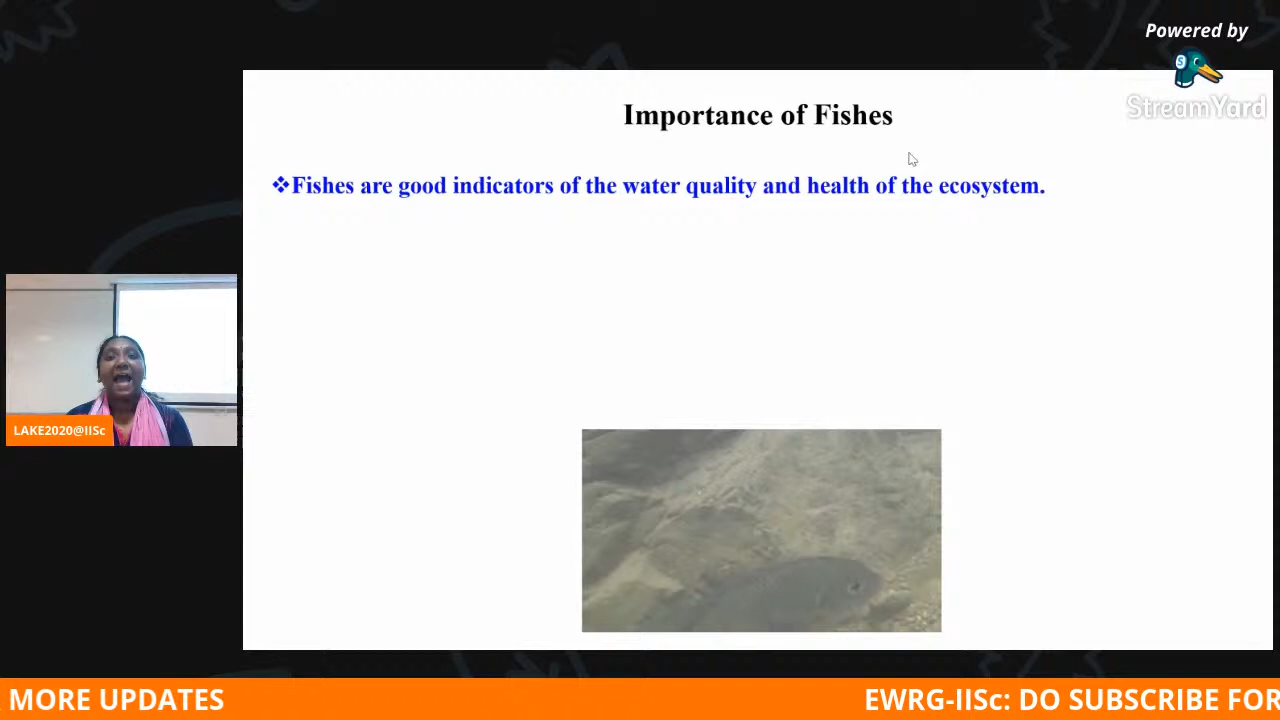 Powered by
StreamYard
Importance of Fishes
❖Fishes are good indicators of the water quality and health of the ecosystem.
LAKE2020@IISc
MORE UPDATES
EWRG-IISc: DO SUBSCRIBE FOR